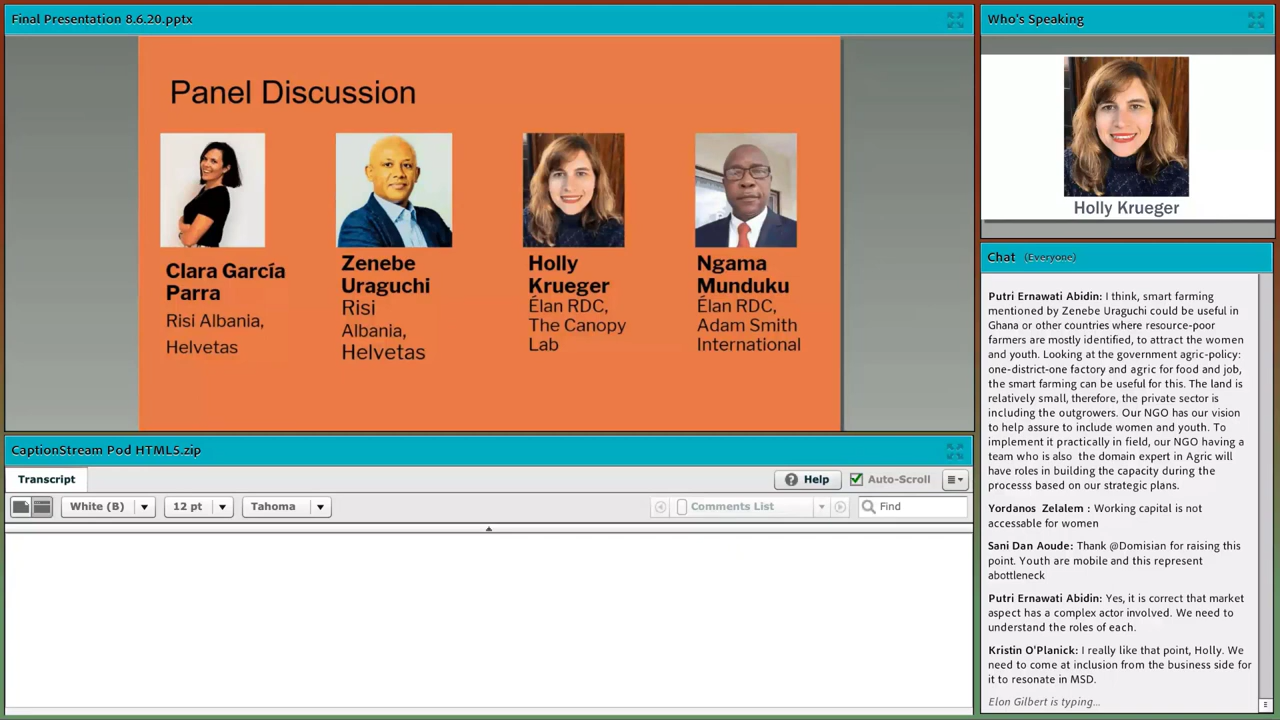 Final Presentation 8.6.20.pptx
Panel Discussion
Clara García
Parra
Risi Albania,
Helvetas
Zenebe
Uraguchi
Risi
Albania,
Helvetas
Holly
Krueger
Élan RDC,
The Canopy
Lab
Ngama
Munduku
Élan RDC,
Adam Smith
International
Who's Speaking
Holly Krueger
Chat (Everyone)
Putri Ernawati Abidin: I think, smart farming
mentioned by Zenebe Uraguchi could be useful in
Ghana or other countries where resource-poor
farmers are mostly identified, to attract the women
and youth. Looking at the government agric-policy:
one-district-one factory and agric for food and job,
the smart farming can be useful for this. The land is
relatively small, therefore, the private sector is
including the outgrowers. Our NGO has our vision
to help assure to include women and youth. To
implement it practically in field, our NGO having a
team who is also the domain expert in Agric will
have roles in building the capacity during the
processs based on our strategic plans.
Yordanos Zelalem : Working capital is not
accessable for women
Sani Dan Aoude: Thank @Domisian for raising this
point. Youth are mobile and this represent
abottleneck
Putri Ernawati Abidin: Yes, it is correct that market
aspect has a complex actor involved. We need to
understand the roles of each.
Kristin O'Planick: I really like that point, Holly. We
need to come at inclusion from the business side for
it to resonate in MSD.
Elon Gilbert is typing...
CaptionStream Pod HTML5.zip
Transcript
Help
Auto-Scroll
White (B)
12 pt
Tahoma
Comments List
Find